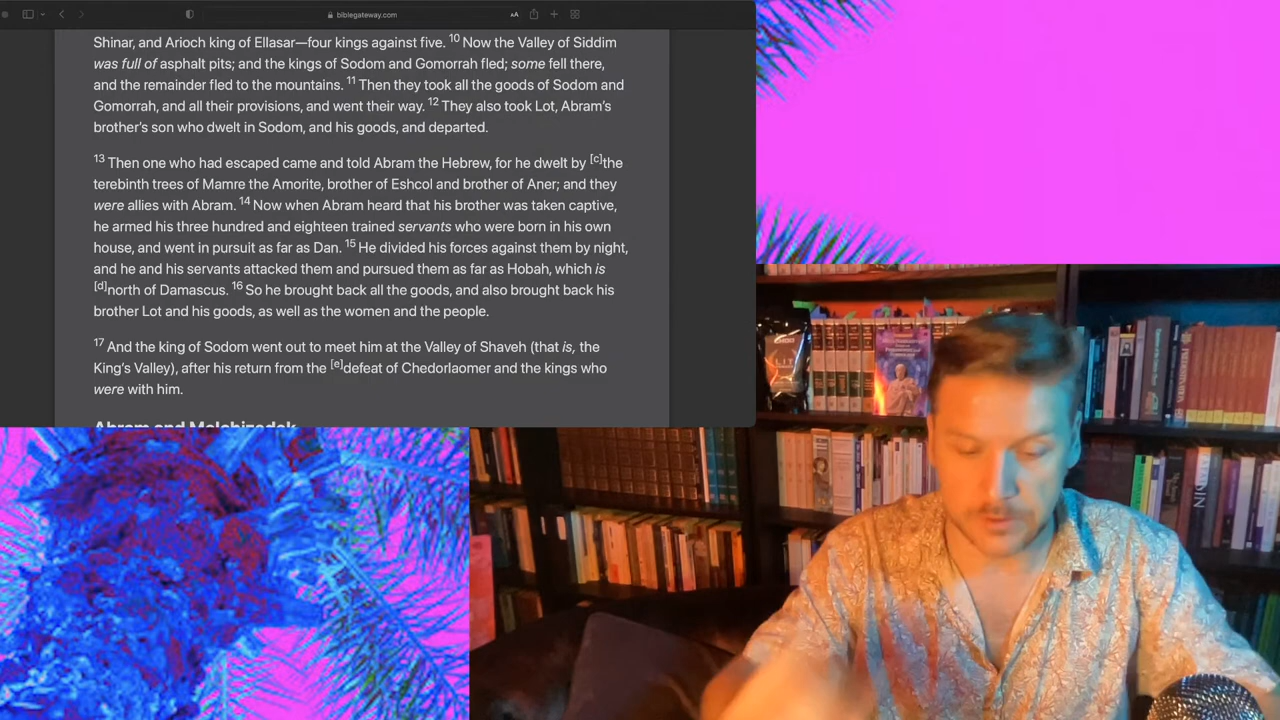 biblegateway.com
AA
Shinar, and Arioch king of Ellasar—four kings against five. 10 Now the Valley of Siddim
was full of asphalt pits; and the kings of Sodom and Gomorrah fled; some fell there,
and the remainder fled to the mountains. 11 Then they took all the goods of Sodom and
Gomorrah, and all their provisions, and went their way. 12 They also took Lot, Abram’s
brother’s son who dwelt in Sodom, and his goods, and departed.
13 Then one who had escaped came and told Abram the Hebrew, for he dwelt by [c]the
terebinth trees of Mamre the Amorite, brother of Eshcol and brother of Aner; and they
were allies with Abram. 14 Now when Abram heard that his brother was taken captive,
he armed his three hundred and eighteen trained servants who were born in his own
house, and went in pursuit as far as Dan. 15 He divided his forces against them by night,
and he and his servants attacked them and pursued them as far as Hobah, which is
[d]north of Damascus. 16 So he brought back all the goods, and also brought back his
brother Lot and his goods, as well as the women and the people.
17 And the king of Sodom went out to meet him at the Valley of Shaveh (that is, the
King’s Valley), after his return from the [e]defeat of Chedorlaomer and the kings who
were with him.
Abram and Melchizedek